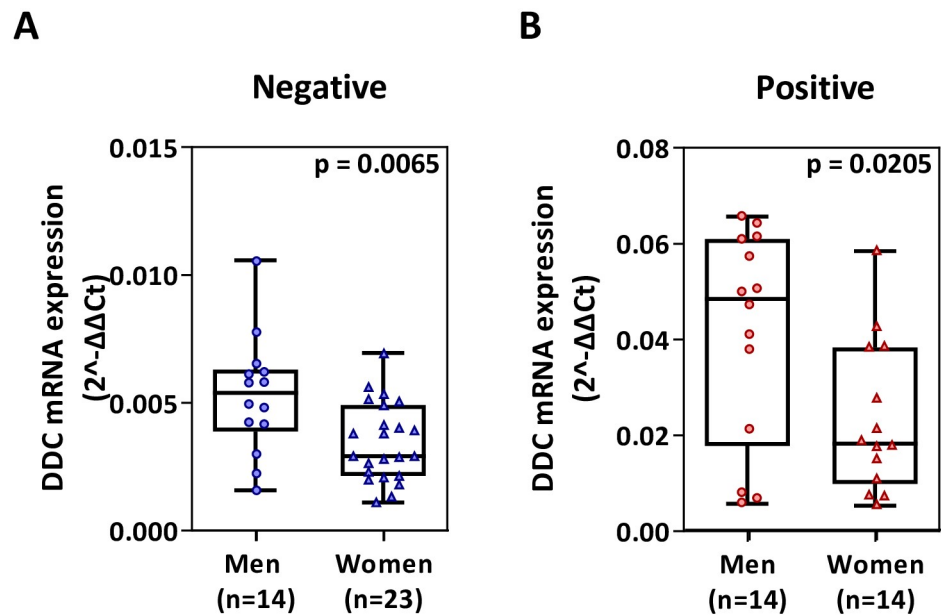 A
Negative
DDC mRNA expression
(2^-ΔΔCt)
0.015
0.010
0.005
0.000
p = 0.0065
Men
(n=14)
Women
(n=23)
B
Positive
DDC mRNA expression
(2^-ΔΔCt)
0.08
0.06
0.04
0.02
0.00
p = 0.0205
Men
(n=14)
Women
(n=14)